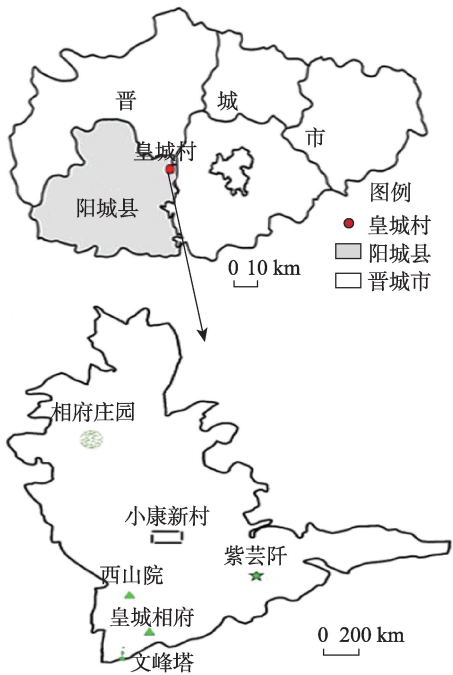 晋
城
市
皇城村
阳城县
图例
皇城村
阳城县
晋城市
0 10 km
相府庄园
小康新村
紫芸阡
西山院
皇城相府
文峰塔
0 200 km